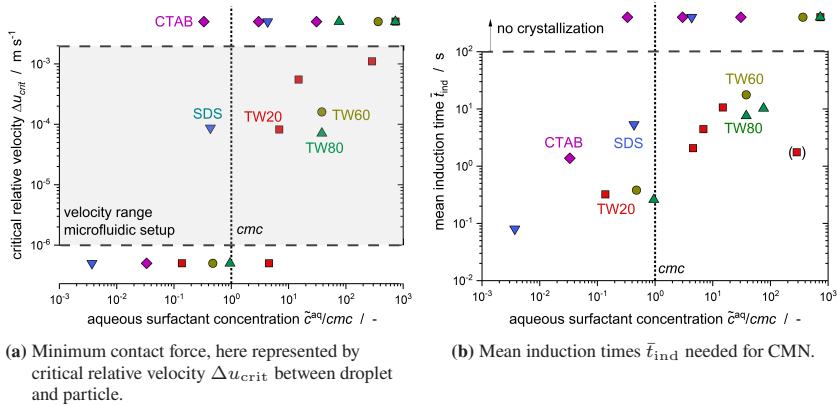 CTAB
critical relative velocity Δu_crit / m s⁻¹
10⁻³
10⁻⁴
10⁻⁵
10⁻⁶
SDS
TW20
TW60
TW80
velocity range
microfluidic setup
cmc
10⁻³ 10⁻² 10⁻¹ 10⁰ 10¹ 10² 10³
aqueous surfactant concentration c̃^aq/cmc / -
(a) Minimum contact force, here represented by
critical relative velocity Δu_crit between droplet
and particle.
no crystallization
mean induction time t̄_ind / s
10²
10¹
10⁰
10⁻¹
10⁻²
TW60
TW80
CTAB
SDS
TW20
( )
cmc
10⁻³ 10⁻² 10⁻¹ 10⁰ 10¹ 10² 10³
aqueous surfactant concentration c̃^aq/cmc / -
(b) Mean induction times t̄_ind needed for CMN.